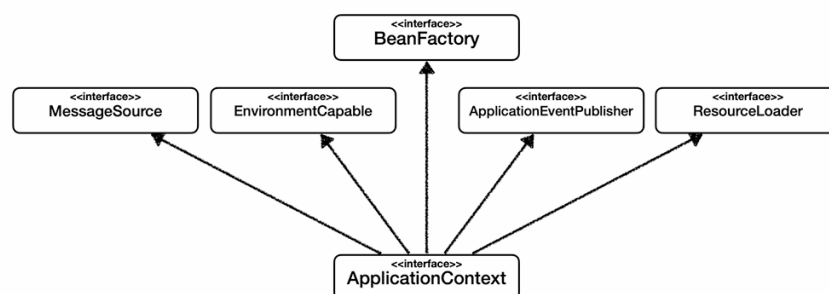 <<interface>>
BeanFactory
<<interface>>
MessageSource
<<interface>>
EnvironmentCapable
<<interface>>
ApplicationEventPublisher
<<interface>>
ResourceLoader
<<interface>>
ApplicationContext